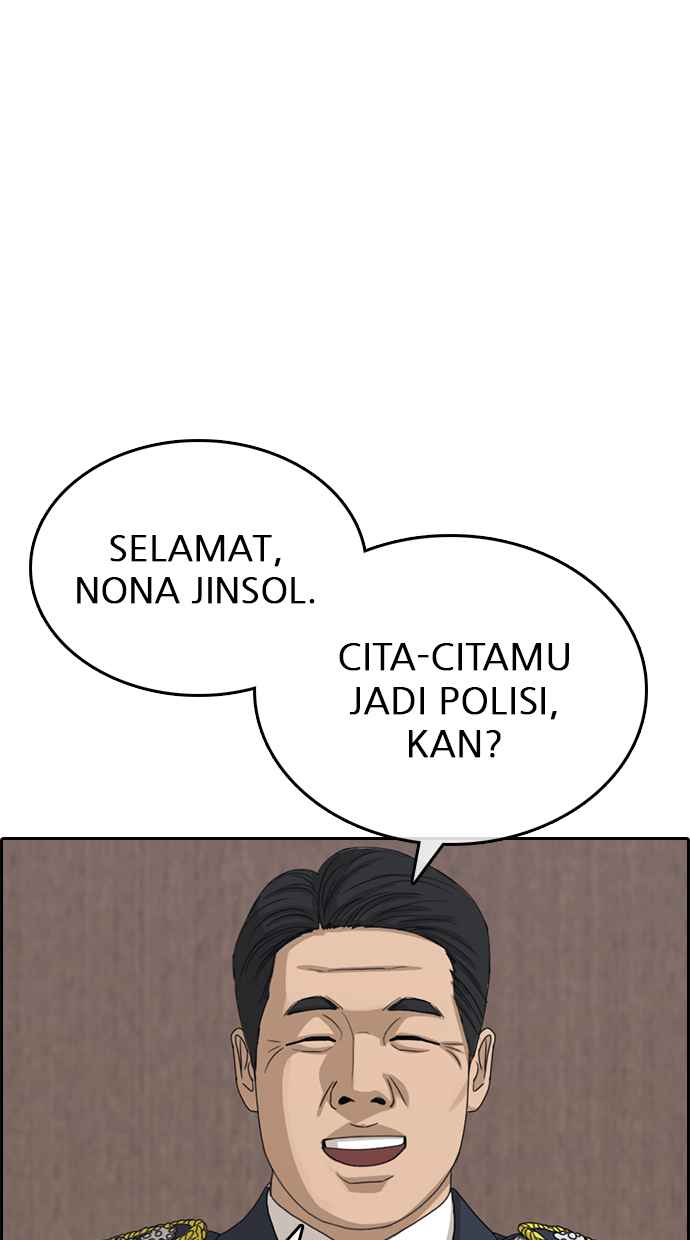 SELAMAT,
NONA JINSOL.
CITA-CITAMU
JADI POLISI,
KAN?